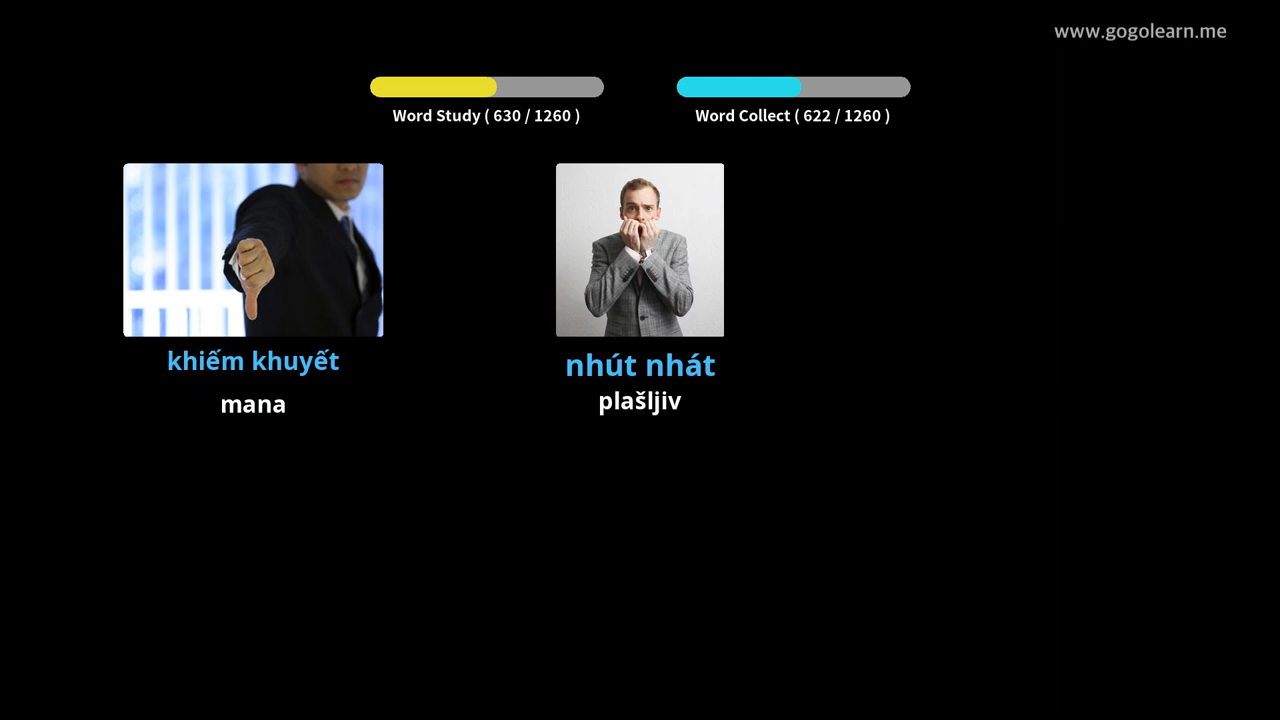 www.gogolearn.me
Word Study ( 630 / 1260 )
Word Collect ( 622 / 1260 )
khiếm khuyết
mana
nhút nhát
plašljiv